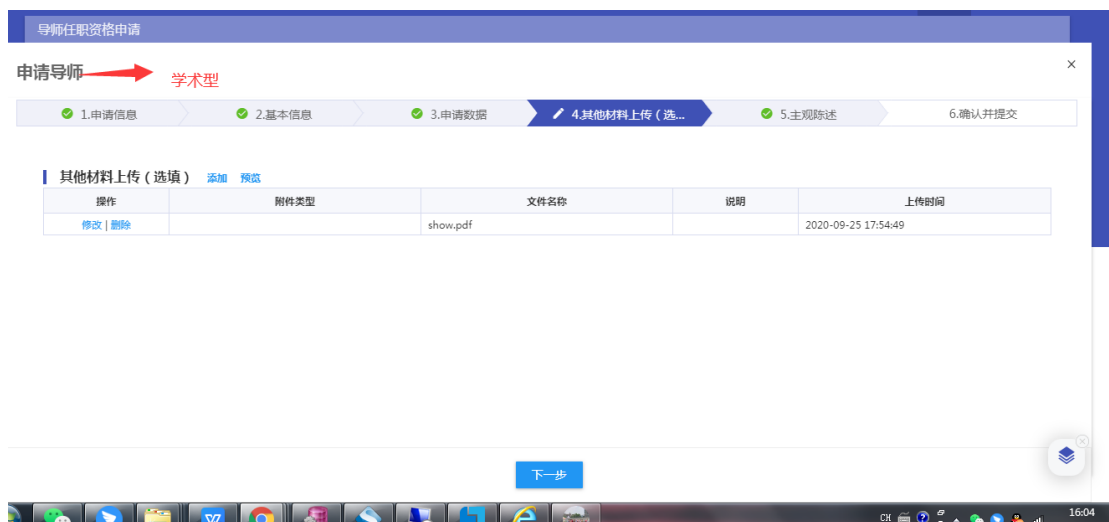 导师任职资格申请
申请导师
学术型
1.申请信息
2.基本信息
3.申请数据
4.其他材料上传（选...
5.主观陈述
6.确认并提交
其他材料上传（选填） 添加 预览
操作 附件类型 文件名称 说明 上传时间
修改 | 删除 show.pdf 2020-09-25 17:54:49
下一步
CH 16:04